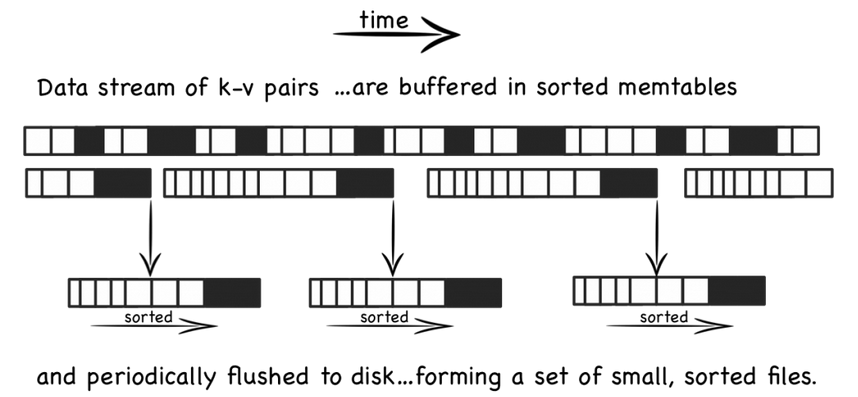 time
Data stream of k-v pairs ...are buffered in sorted memtables
sorted
sorted
sorted
and periodically flushed to disk...forming a set of small, sorted files.